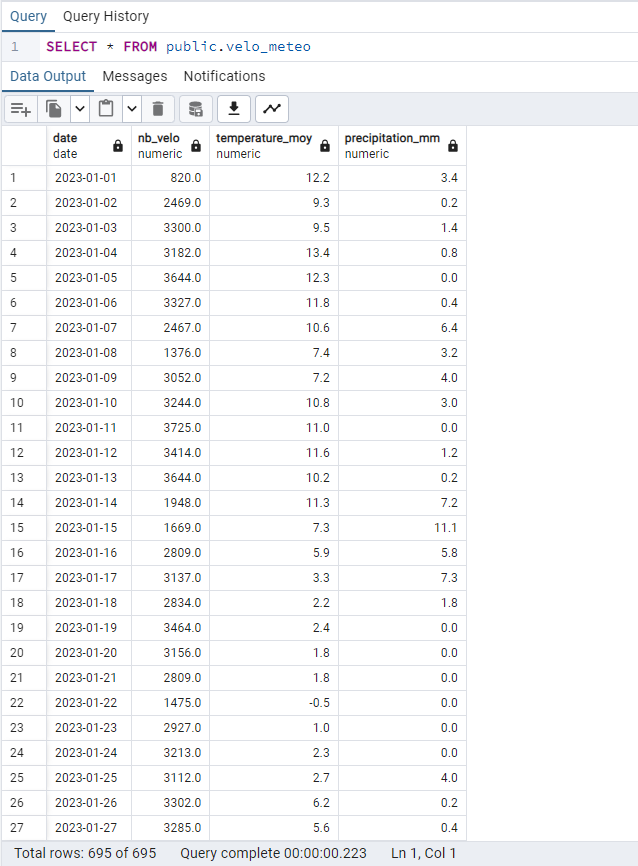 Query Query History
1 SELECT * FROM public.velo_meteo
Data Output Messages Notifications
date nb_velo temperature_moy precipitation_mm
date numeric numeric numeric
1 2023-01-01 820.0 12.2 3.4
2 2023-01-02 2469.0 9.3 0.2
3 2023-01-03 3300.0 9.5 1.4
4 2023-01-04 3182.0 13.4 0.8
5 2023-01-05 3644.0 12.3 0.0
6 2023-01-06 3327.0 11.8 0.4
7 2023-01-07 2467.0 10.6 6.4
8 2023-01-08 1376.0 7.4 3.2
9 2023-01-09 3052.0 7.2 4.0
10 2023-01-10 3244.0 10.8 3.0
11 2023-01-11 3725.0 11.0 0.0
12 2023-01-12 3414.0 11.6 1.2
13 2023-01-13 3644.0 10.2 0.2
14 2023-01-14 1948.0 11.3 7.2
15 2023-01-15 1669.0 7.3 11.1
16 2023-01-16 2809.0 5.9 5.8
17 2023-01-17 3137.0 3.3 7.3
18 2023-01-18 2834.0 2.2 1.8
19 2023-01-19 3464.0 2.4 0.0
20 2023-01-20 3156.0 1.8 0.0
21 2023-01-21 2809.0 1.8 0.0
22 2023-01-22 1475.0 -0.5 0.0
23 2023-01-23 2927.0 1.0 0.0
24 2023-01-24 3213.0 2.3 0.0
25 2023-01-25 3112.0 2.7 4.0
26 2023-01-26 3302.0 6.2 0.2
27 2023-01-27 3285.0 5.6 0.4
Total rows: 695 of 695 Query complete 00:00:00.223 Ln 1, Col 1